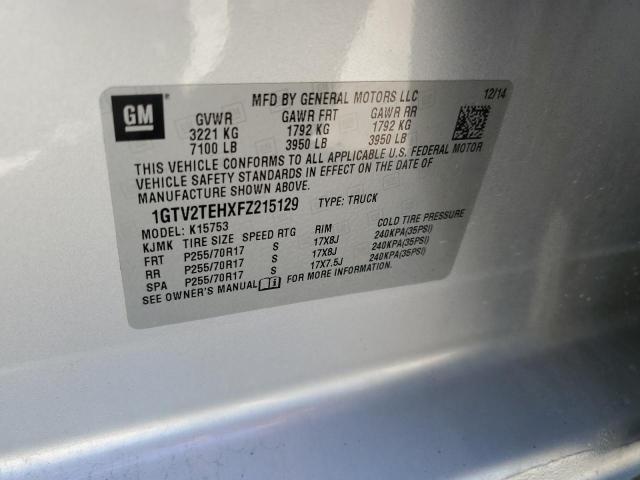 GM
MFD BY GENERAL MOTORS LLC 12/14
GVWR GAWR FRT GAWR RR
3221 KG 1792 KG 1792 KG
7100 LB 3950 LB 3950 LB
THIS VEHICLE CONFORMS TO ALL APPLICABLE U.S. FEDERAL MOTOR
VEHICLE SAFETY STANDARDS IN EFFECT ON THE DATE OF
MANUFACTURE SHOWN ABOVE.
1GTV2TEHXFZ215129 TYPE: TRUCK
MODEL: K15753
KJMK TIRE SIZE SPEED RTG RIM COLD TIRE PRESSURE
FRT P255/70R17 S 17X8J 240KPA(35PSI)
RR P255/70R17 S 17X8J 240KPA(35PSI)
SPA P255/70R17 S 17X7.5J 240KPA(35PSI)
SEE OWNER'S MANUAL FOR MORE INFORMATION.